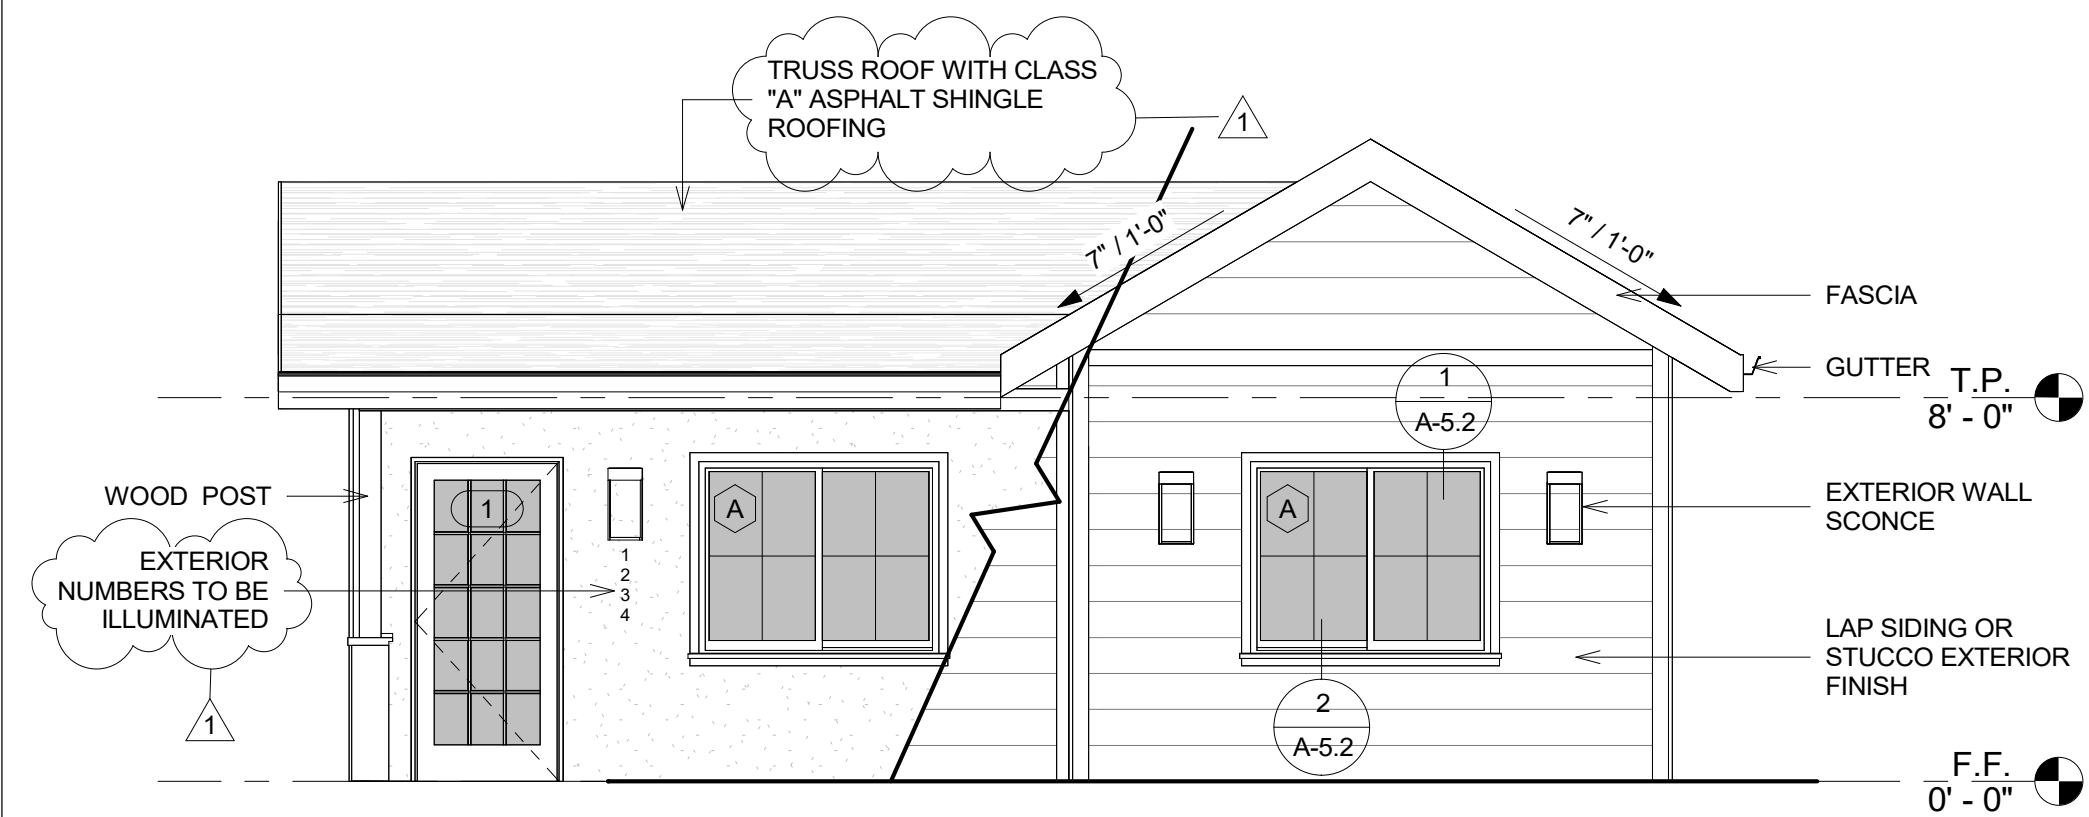 TRUSS ROOF WITH CLASS
"A" ASPHALT SHINGLE
ROOFING
1
7" / 1'-0"
7" / 1'-0"
FASCIA
GUTTER
T.P.
8' - 0"
1
A-5.2
WOOD POST
1
A
A
EXTERIOR WALL
SCONCE
EXTERIOR
NUMBERS TO BE
ILLUMINATED
1
2
3
4
LAP SIDING OR
STUCCO EXTERIOR
FINISH
1
2
A-5.2
F.F.
0' - 0"